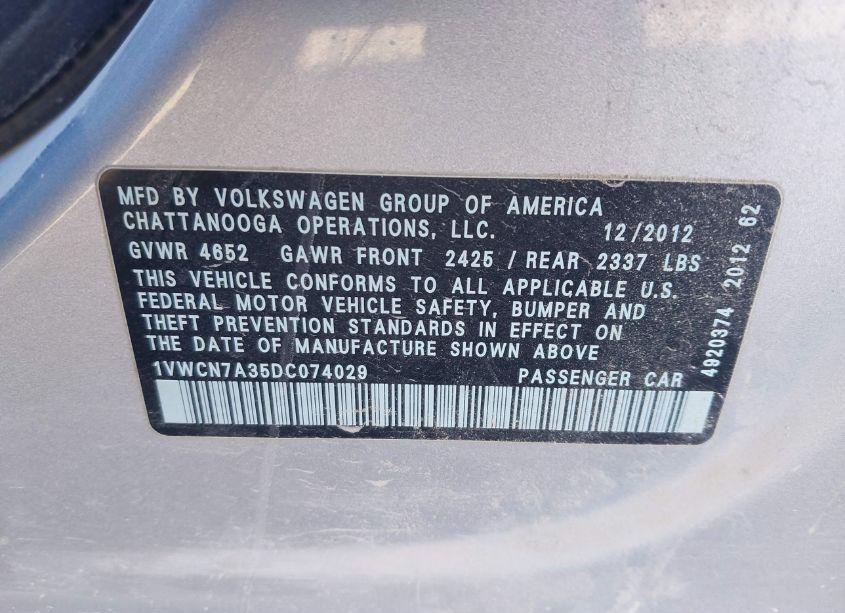 MFD BY VOLKSWAGEN GROUP OF AMERICA
CHATTANOOGA OPERATIONS, LLC. 12/2012
GVWR 4652 GAWR FRONT 2425 / REAR 2337 LBS
THIS VEHICLE CONFORMS TO ALL APPLICABLE U.S.
FEDERAL MOTOR VEHICLE SAFETY, BUMPER AND
THEFT PREVENTION STANDARDS IN EFFECT ON
THE DATE OF MANUFACTURE SHOWN ABOVE
1VWCN7A35DC074029 PASSENGER CAR
4920374 2012 62